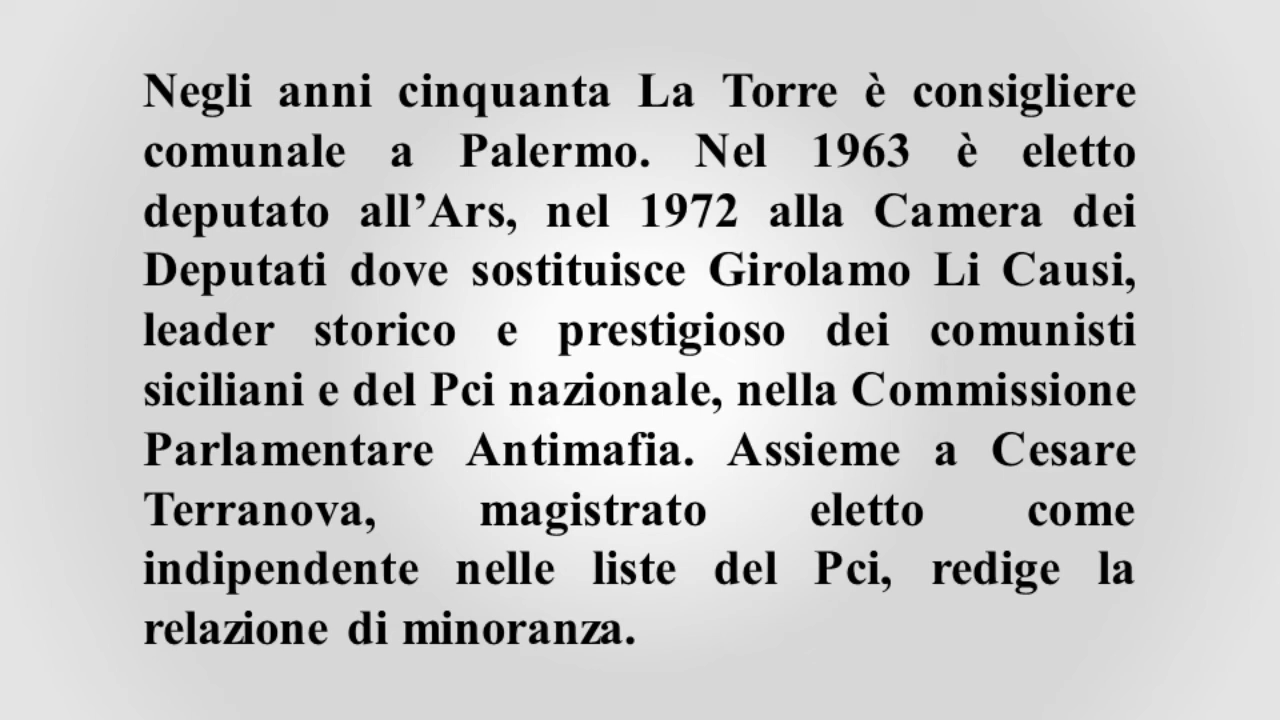 Negli anni cinquanta La Torre è consigliere
comunale a Palermo. Nel 1963 è eletto
deputato all’Ars, nel 1972 alla Camera dei
Deputati dove sostituisce Girolamo Li Causi,
leader storico e prestigioso dei comunisti
siciliani e del Pci nazionale, nella Commissione
Parlamentare Antimafia. Assieme a Cesare
Terranova, magistrato eletto come
indipendente nelle liste del Pci, redige la
relazione di minoranza.